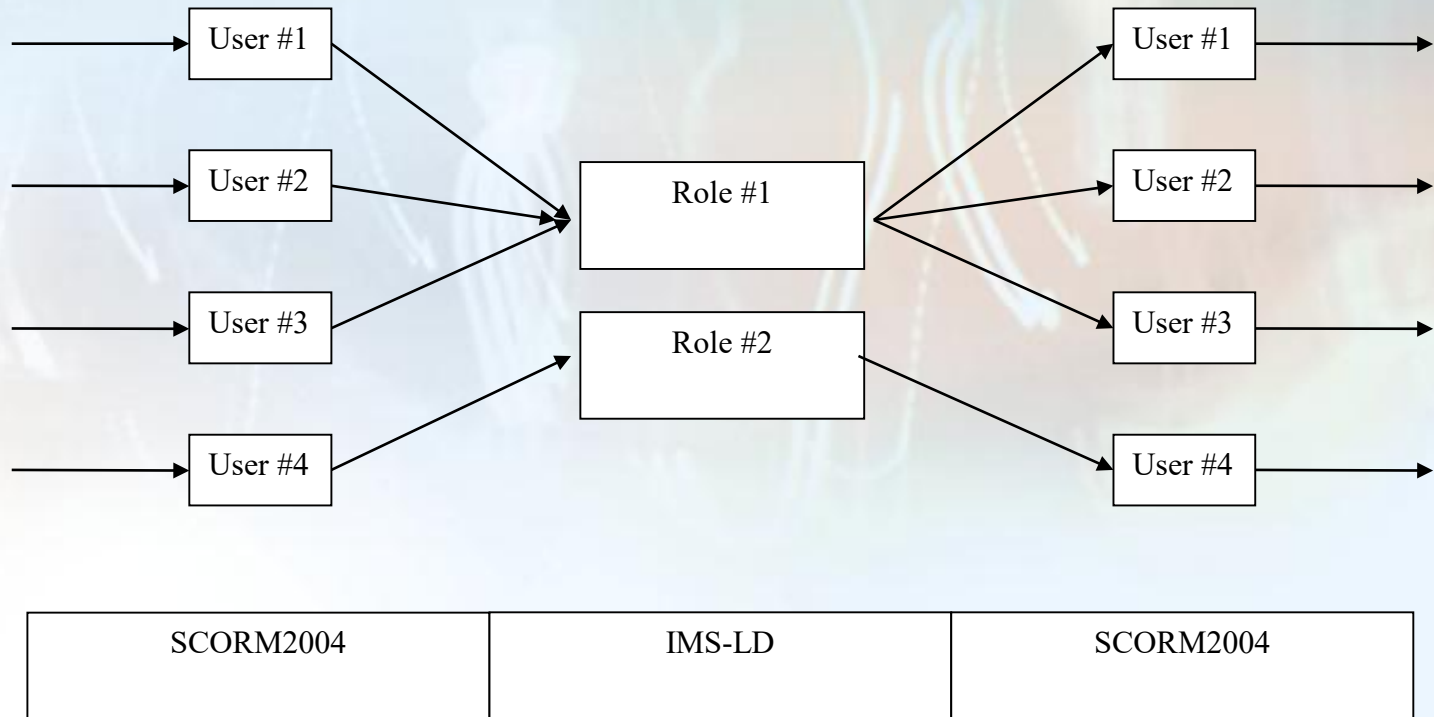 User #1
User #1
User #2
Role #1
User #2
User #3
Role #2
User #3
User #4
User #4
SCORM2004
IMS-LD
SCORM2004